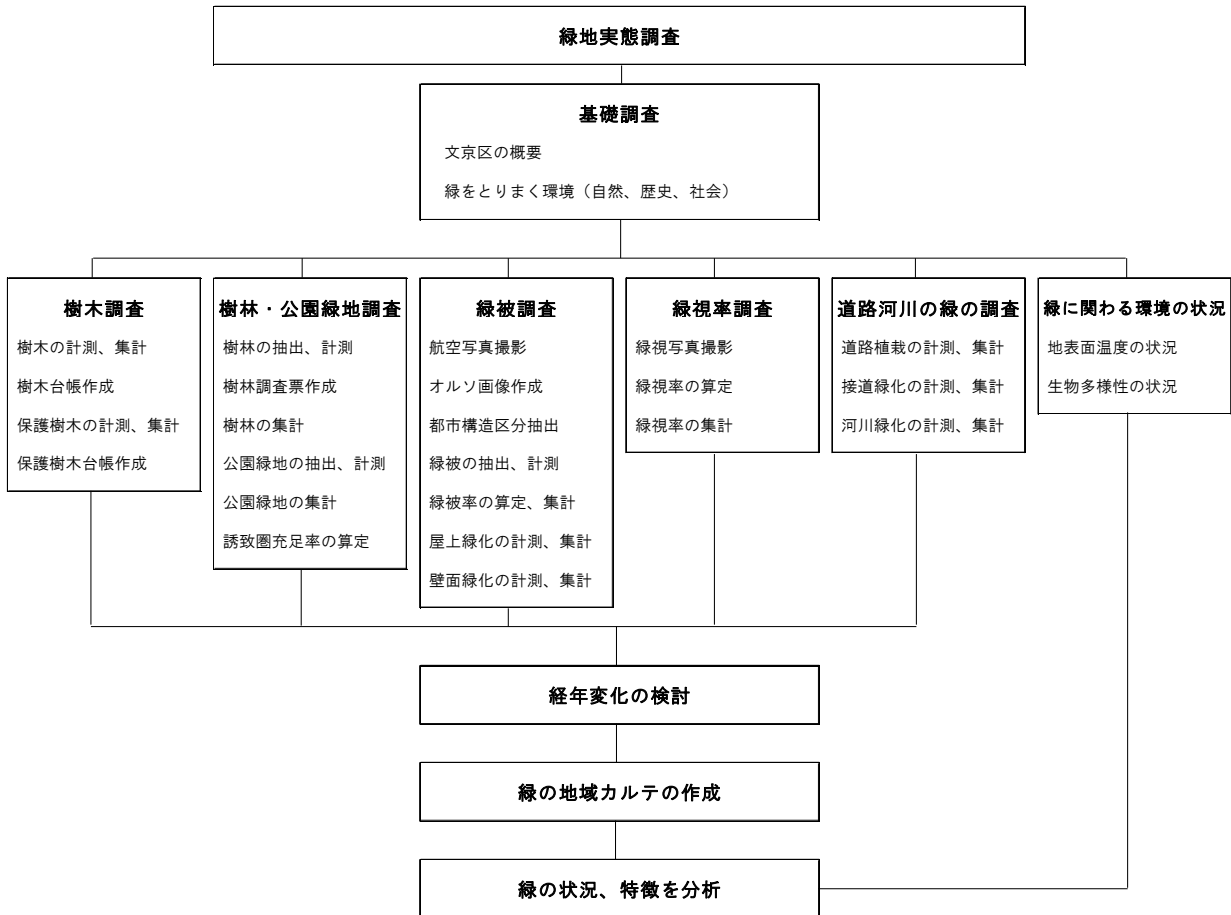 緑地実態調査
基礎調査
文京区の概要
緑をとりまく環境（自然、歴史、社会）
樹木調査
樹木の計測、集計
樹木台帳作成
保護樹木の計測、集計
保護樹木台帳作成
樹林・公園緑地調査
樹林の抽出、計測
樹林調査票作成
樹林の集計
公園緑地の抽出、計測
公園緑地の集計
誘致圏充足率の算定
緑被調査
航空写真撮影
オルソ画像作成
都市構造区分抽出
緑被の抽出、計測
緑被率の算定、集計
屋上緑化の計測、集計
壁面緑化の計測、集計
緑視率調査
緑視写真撮影
緑視率の算定
緑視率の集計
道路河川の緑の調査
道路植栽の計測、集計
接道緑化の計測、集計
河川緑化の計測、集計
緑に関わる環境の状況
地表面温度の状況
生物多様性の状況
経年変化の検討
緑の地域カルテの作成
緑の状況、特徴を分析